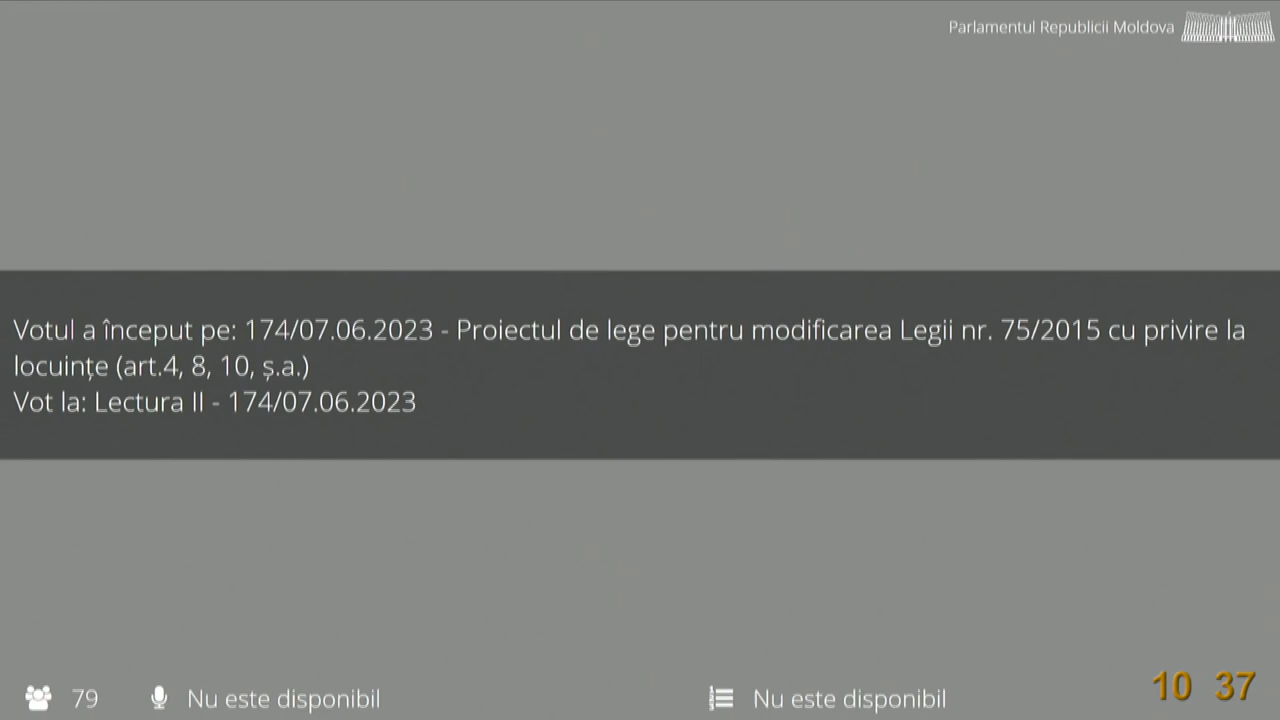 Parlamentul Republicii Moldova
Votul a început pe: 174/07.06.2023 - Proiectul de lege pentru modificarea Legii nr. 75/2015 cu privire la
locuințe (art.4, 8, 10, ș.a.)
Vot la: Lectura II - 174/07.06.2023
79 Nu este disponibil Nu este disponibil
10 37